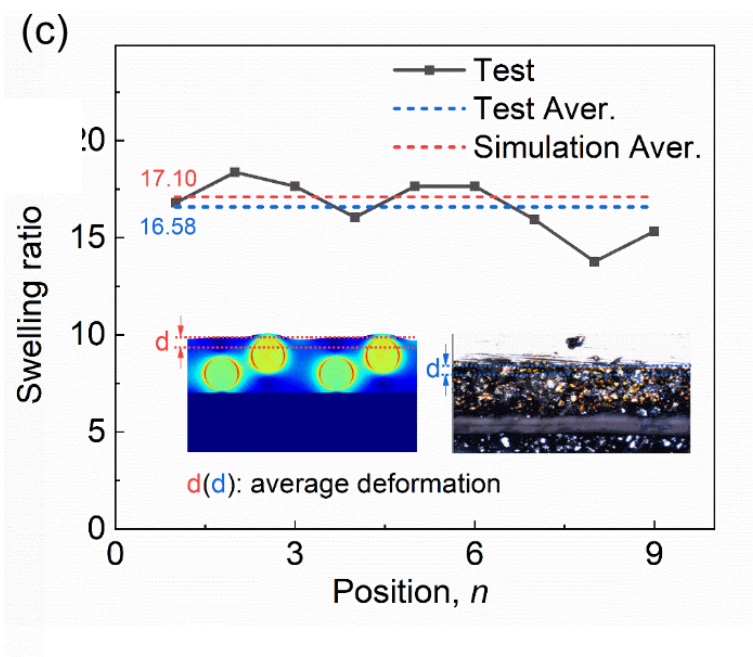 (c)
Test
Test Aver.
Simulation Aver.
20
17.10
16.58
15
10
5
0
Swelling ratio
d
d
d(d): average deformation
0
3
6
9
Position, n